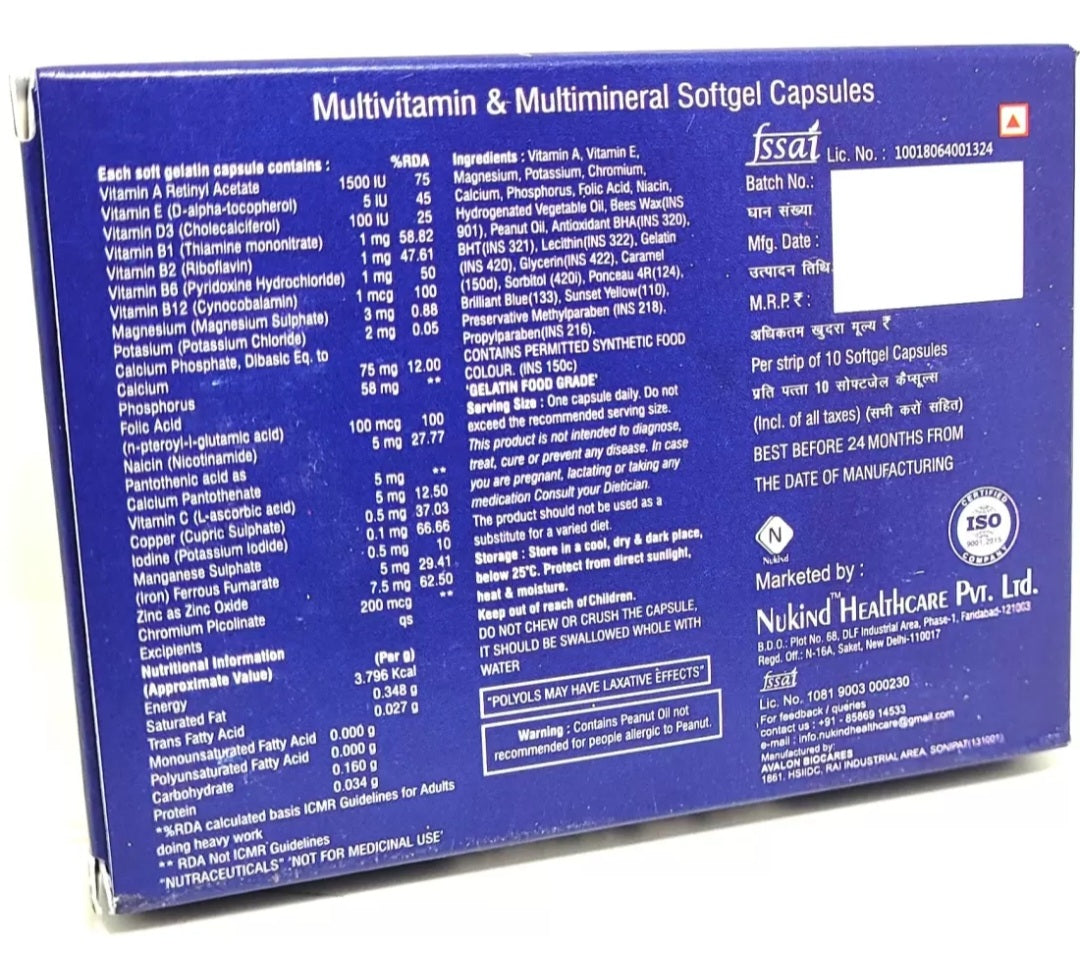 Multivitamin & Multimineral Softgel Capsules
Each soft gelatin capsule contains : %RDA
Vitamin A Retinyl Acetate 1500 IU 75
Vitamin E (D-alpha-tocopherol) 5 IU 45
Vitamin D3 (Cholecalciferol) 100 IU 25
Vitamin B1 (Thiamine mononitrate) 1 mg 58.82
Vitamin B2 (Riboflavin) 1 mg 47.61
Vitamin B6 (Pyridoxine Hydrochloride) 1 mg 50
Vitamin B12 (Cynocobalamin) 1 mcg 100
Magnesium (Magnesium Sulphate) 3 mg 0.88
Potasium (Potassium Chloride) 2 mg 0.05
Calcium Phosphate, Dibasic Eq. to
Calcium 75 mg 12.00
Phosphorus 58 mg **
Folic Acid
(n-pteroyl-l-glutamic acid) 100 mcg 100
Naicin (Nicotinamide) 5 mg 27.77
Pantothenic acid as
Calcium Pantothenate 5 mg **
Vitamin C (L-ascorbic acid) 5 mg 12.50
Copper (Cupric Sulphate) 0.5 mg 37.03
Iodine (Potassium Iodide) 0.1 mg 66.66
Manganese Sulphate 0.5 mg 10
(Iron) Ferrous Fumarate 5 mg 29.41
Zinc as Zinc Oxide 7.5 mg 62.50
Chromium Picolinate 200 mcg **
Excipients qs
Nutritional Information
(Approximate Value) (Per g)
Energy 3.796 Kcal
Saturated Fat 0.348 g
Trans Fatty Acid 0.027 g
Monounsaturated Fatty Acid 0.000 g
Polyunsaturated Fatty Acid 0.000 g
Carbohydrate 0.160 g
Protein 0.034 g
*%RDA calculated basis ICMR Guidelines for Adults
doing heavy work
** RDA Not ICMR Guidelines
"NUTRACEUTICALS" 'NOT FOR MEDICINAL USE'
Ingredients : Vitamin A, Vitamin E,
Magnesium, Potassium, Chromium,
Calcium, Phosphorus, Folic Acid, Niacin,
Hydrogenated Vegetable Oil, Bees Wax(INS
901), Peanut Oil, Antioxidant BHA(INS 320),
BHT(INS 321), Lecithin(INS 322), Gelatin
(INS 420), Glycerin(INS 422), Caramel
(150d), Sorbitol (420i), Ponceau 4R(124),
Brilliant Blue(133), Sunset Yellow(110),
Preservative Methylparaben (INS 218),
Propylparaben(INS 216).
CONTAINS PERMITTED SYNTHETIC FOOD
COLOUR. (INS 150c)
'GELATIN FOOD GRADE'
Serving Size : One capsule daily. Do not
exceed the recommended serving size.
This product is not intended to diagnose,
treat, cure or prevent any disease. In case
you are pregnant, lactating or taking any
medication Consult your Dietician.
The product should not be used as a
substitute for a varied diet.
Storage : Store in a cool, dry & dark place,
below 25°C. Protect from direct sunlight,
heat & moisture.
Keep out of reach of Children.
DO NOT CHEW OR CRUSH THE CAPSULE,
IT SHOULD BE SWALLOWED WHOLE WITH
WATER
"POLYOLS MAY HAVE LAXATIVE EFFECTS"
Warning : Contains Peanut Oil not
recommended for people allergic to Peanut.
fssai Lic. No. : 10018064001324
Batch No.:
घान संख्या
Mfg. Date :
उत्पादन तिथि
M.R.P. ₹ :
अधिकतम खुदरा मूल्य ₹
Per strip of 10 Softgel Capsules
प्रति पत्ता 10 सोफ्टजेल कैप्सूल्स
(Incl. of all taxes) (सभी करों सहित)
BEST BEFORE 24 MONTHS FROM
THE DATE OF MANUFACTURING
N
Nukind
CERTIFIED
ISO
9001:2015
COMPANY
Marketed by :
Nukind™ Healthcare Pvt. Ltd.
B.D.O.: Plot No. 68, DLF Industrial Area, Phase-1, Faridabad-121003
Regd. Off.: N-16A, Saket, New Delhi-110017
fssai
Lic. No. 1081 9003 000230
For feedback / queries
contact us : +91 - 85869 14533
e-mail : info.nukindhealthcare@gmail.com
Manufactured by:
AVALON BIOCARES
1861, HSIIDC, RAI INDUSTRIAL AREA, SONIPAT(131001)